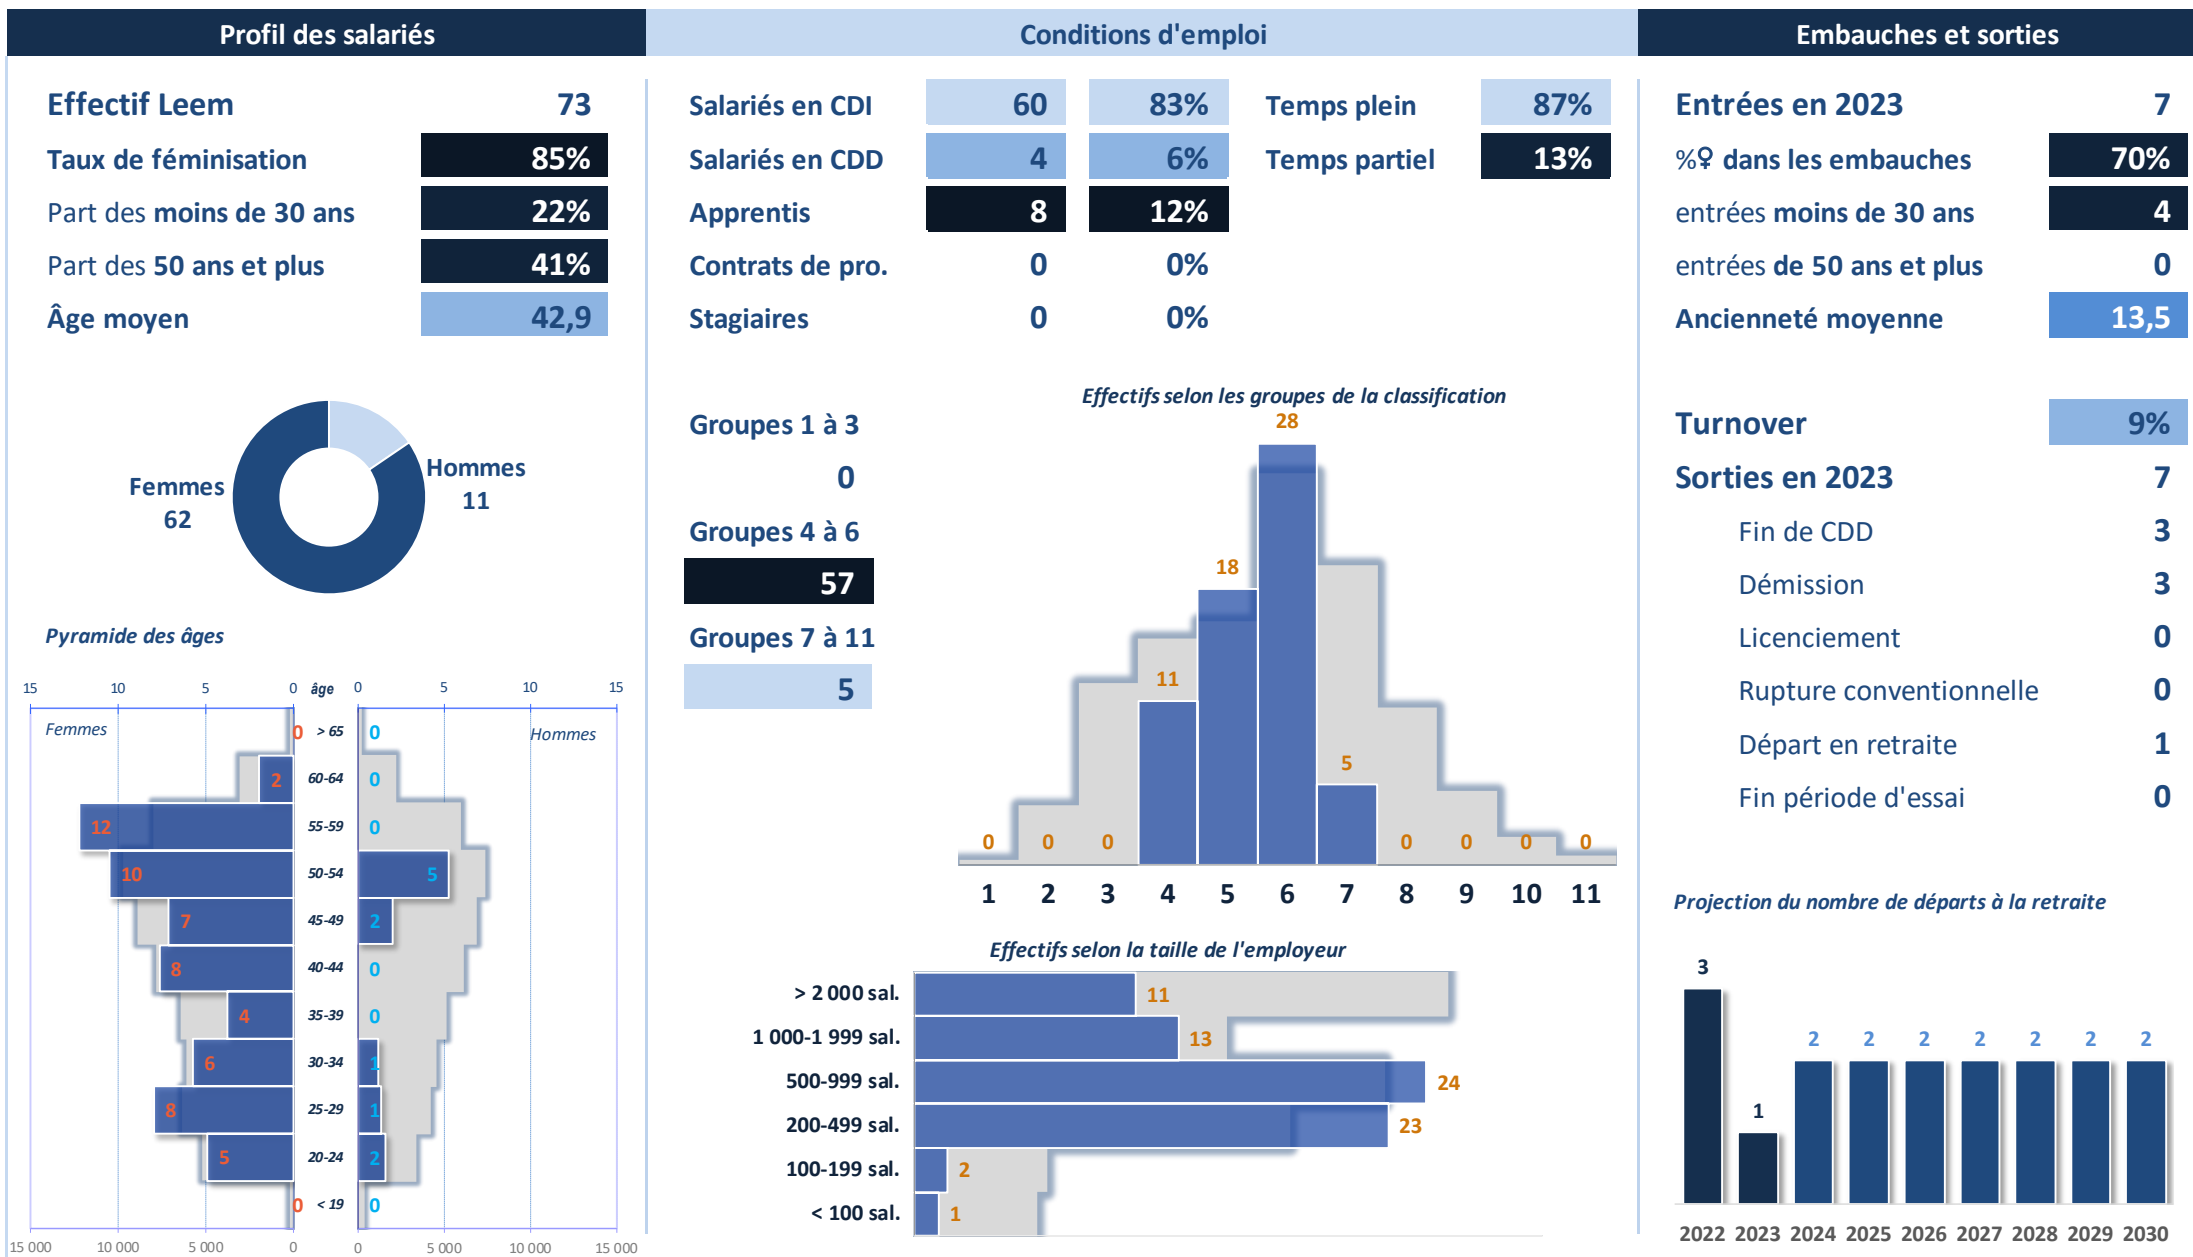 Profil des salariés
Effectif Leem 73
Taux de féminisation 85%
Part des moins de 30 ans 22%
Part des 50 ans et plus 41%
Âge moyen 42,9
Femmes
62
Hommes
11
Pyramide des âges
15 10 5 0 âge 0 5 10 15
Femmes Hommes
0 > 65 0
2 60-64 0
12 55-59 0
10 50-54 5
7 45-49 2
8 40-44 0
4 35-39 0
6 30-34 1
8 25-29 1
5 20-24 2
0 < 19 0
15 000 10 000 5 000 0 0 5 000 10 000 15 000
Conditions d'emploi
Salariés en CDI 60 83% Temps plein 87%
Salariés en CDD 4 6% Temps partiel 13%
Apprentis 8 12%
Contrats de pro. 0 0%
Stagiaires 0 0%
Groupes 1 à 3
0
Groupes 4 à 6
57
Groupes 7 à 11
5
Effectifs selon les groupes de la classification
0 0 0 11 18 28 5 0 0 0 0
1 2 3 4 5 6 7 8 9 10 11
Effectifs selon la taille de l'employeur
> 2 000 sal. 11
1 000-1 999 sal. 13
500-999 sal. 24
200-499 sal. 23
100-199 sal. 2
< 100 sal. 1
Embauches et sorties
Entrées en 2023 7
%♀ dans les embauches 70%
entrées moins de 30 ans 4
entrées de 50 ans et plus 0
Ancienneté moyenne 13,5
Turnover 9%
Sorties en 2023 7
Fin de CDD 3
Démission 3
Licenciement 0
Rupture conventionnelle 0
Départ en retraite 1
Fin période d'essai 0
Projection du nombre de départs à la retraite
3 1 2 2 2 2 2 2 2
2022 2023 2024 2025 2026 2027 2028 2029 2030